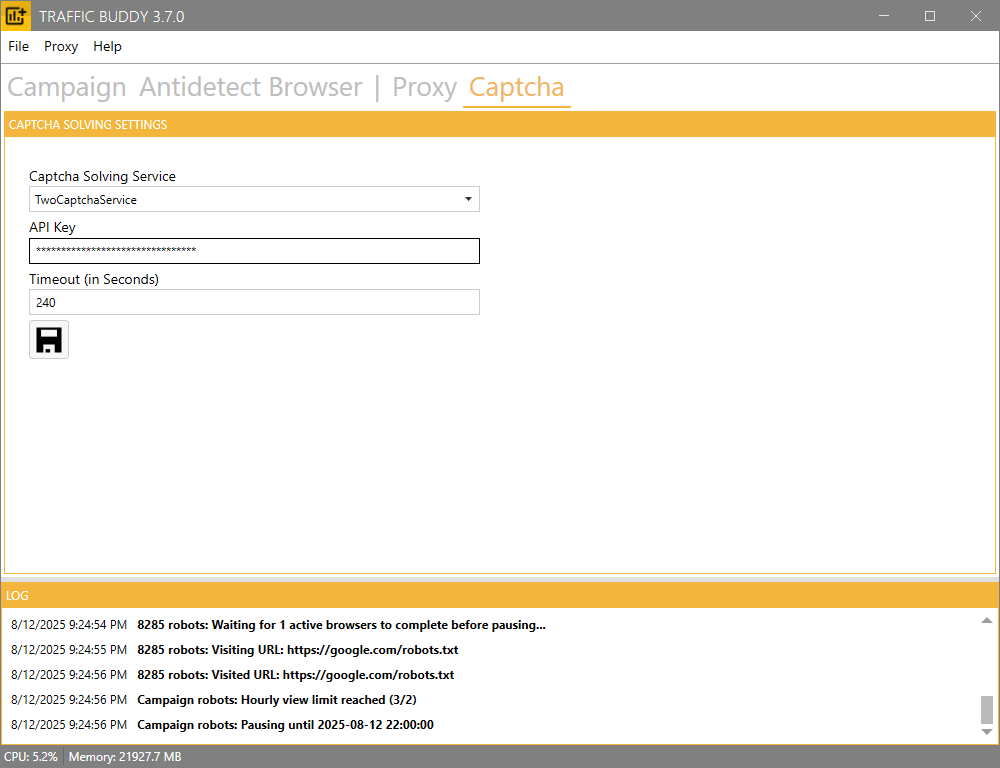 TRAFFIC BUDDY 3.7.0
File Proxy Help
Campaign Antidetect Browser | Proxy Captcha
CAPTCHA SOLVING SETTINGS
Captcha Solving Service
TwoCaptchaService
API Key
********************************
Timeout (in Seconds)
240
LOG
8/12/2025 9:24:54 PM 8285 robots: Waiting for 1 active browsers to complete before pausing...
8/12/2025 9:24:55 PM 8285 robots: Visiting URL: https://google.com/robots.txt
8/12/2025 9:24:56 PM 8285 robots: Visited URL: https://google.com/robots.txt
8/12/2025 9:24:56 PM Campaign robots: Hourly view limit reached (3/2)
8/12/2025 9:24:56 PM Campaign robots: Pausing until 2025-08-12 22:00:00
CPU: 5.2% Memory: 21927.7 MB